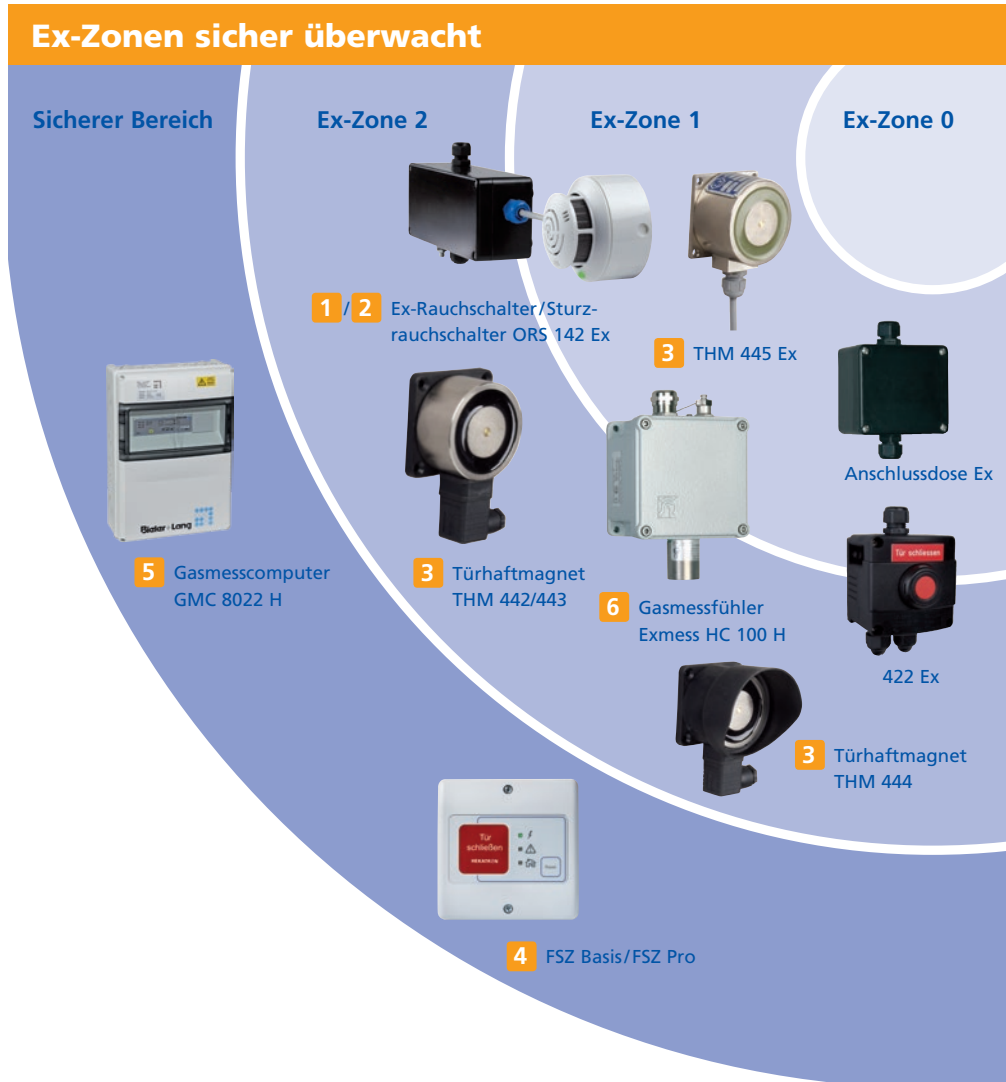 Ex-Zonen sicher überwacht
Sicherer Bereich
Ex-Zone 2
Ex-Zone 1
Ex-Zone 0
1 / 2 Ex-Rauchschalter/Sturz-
rauchschalter ORS 142 Ex
3 THM 445 Ex
Anschlussdose Ex
5 Gasmesscomputer
GMC 8022 H
3 Türhaftmagnet
THM 442/443
6 Gasmessfühler
Exmess HC 100 H
Tür schliessen
422 Ex
3 Türhaftmagnet
THM 444
Tür
schließen
HEKATRON
Reset
4 FSZ Basis/FSZ Pro